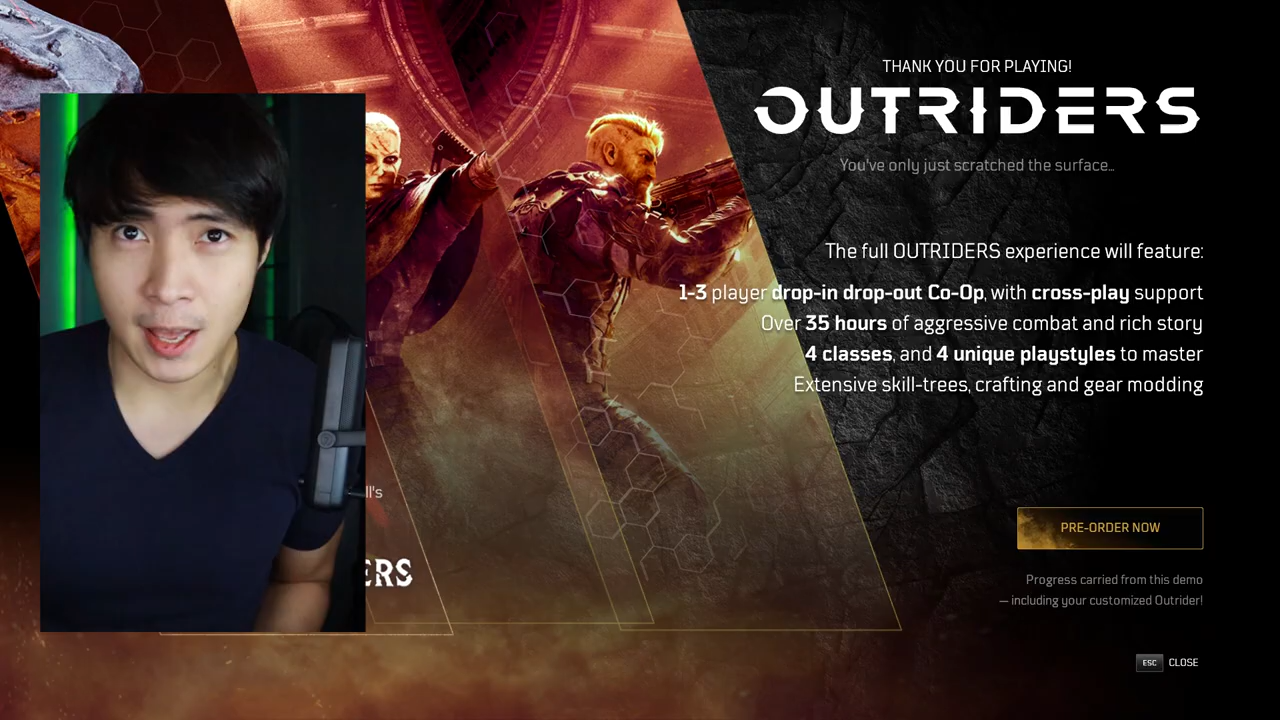 THANK YOU FOR PLAYING!
OUTRIDERS
You've only just scratched the surface...
The full OUTRIDERS experience will feature:
1-3 player drop-in drop-out Co-Op, with cross-play support
Over 35 hours of aggressive combat and rich story
4 classes, and 4 unique playstyles to master
Extensive skill-trees, crafting and gear modding
ll's
ERS
PRE-ORDER NOW
Progress carried from this demo
— including your customized Outrider!
ESC CLOSE